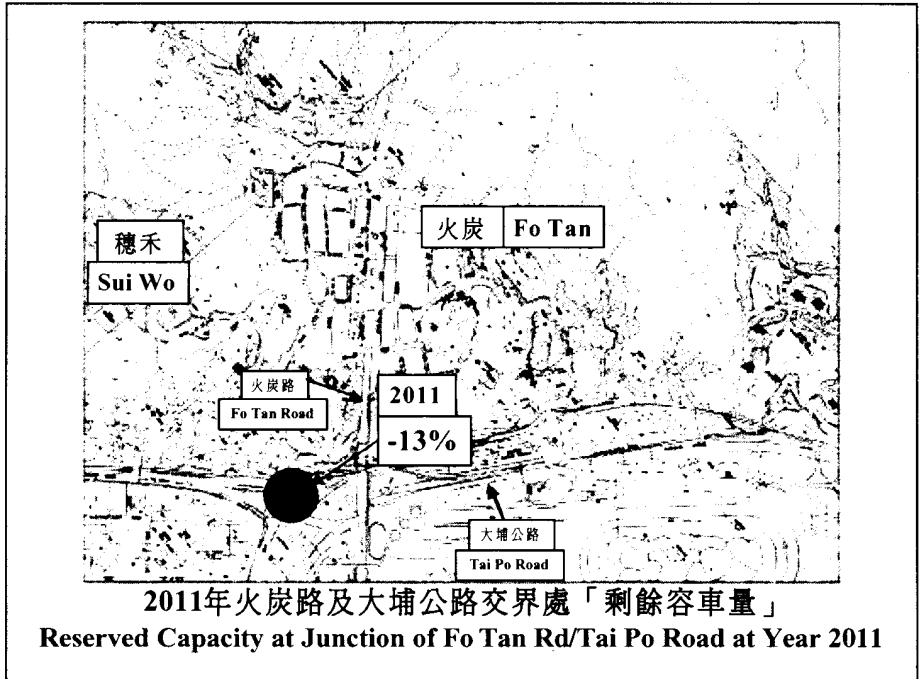 穗禾
Sui Wo
火炭 Fo Tan
火炭路
Fo Tan Road
2011
-13%
大埔公路
Tai Po Road
2011年火炭路及大埔公路交界處「剩餘容車量」
Reserved Capacity at Junction of Fo Tan Rd/Tai Po Road at Year 2011